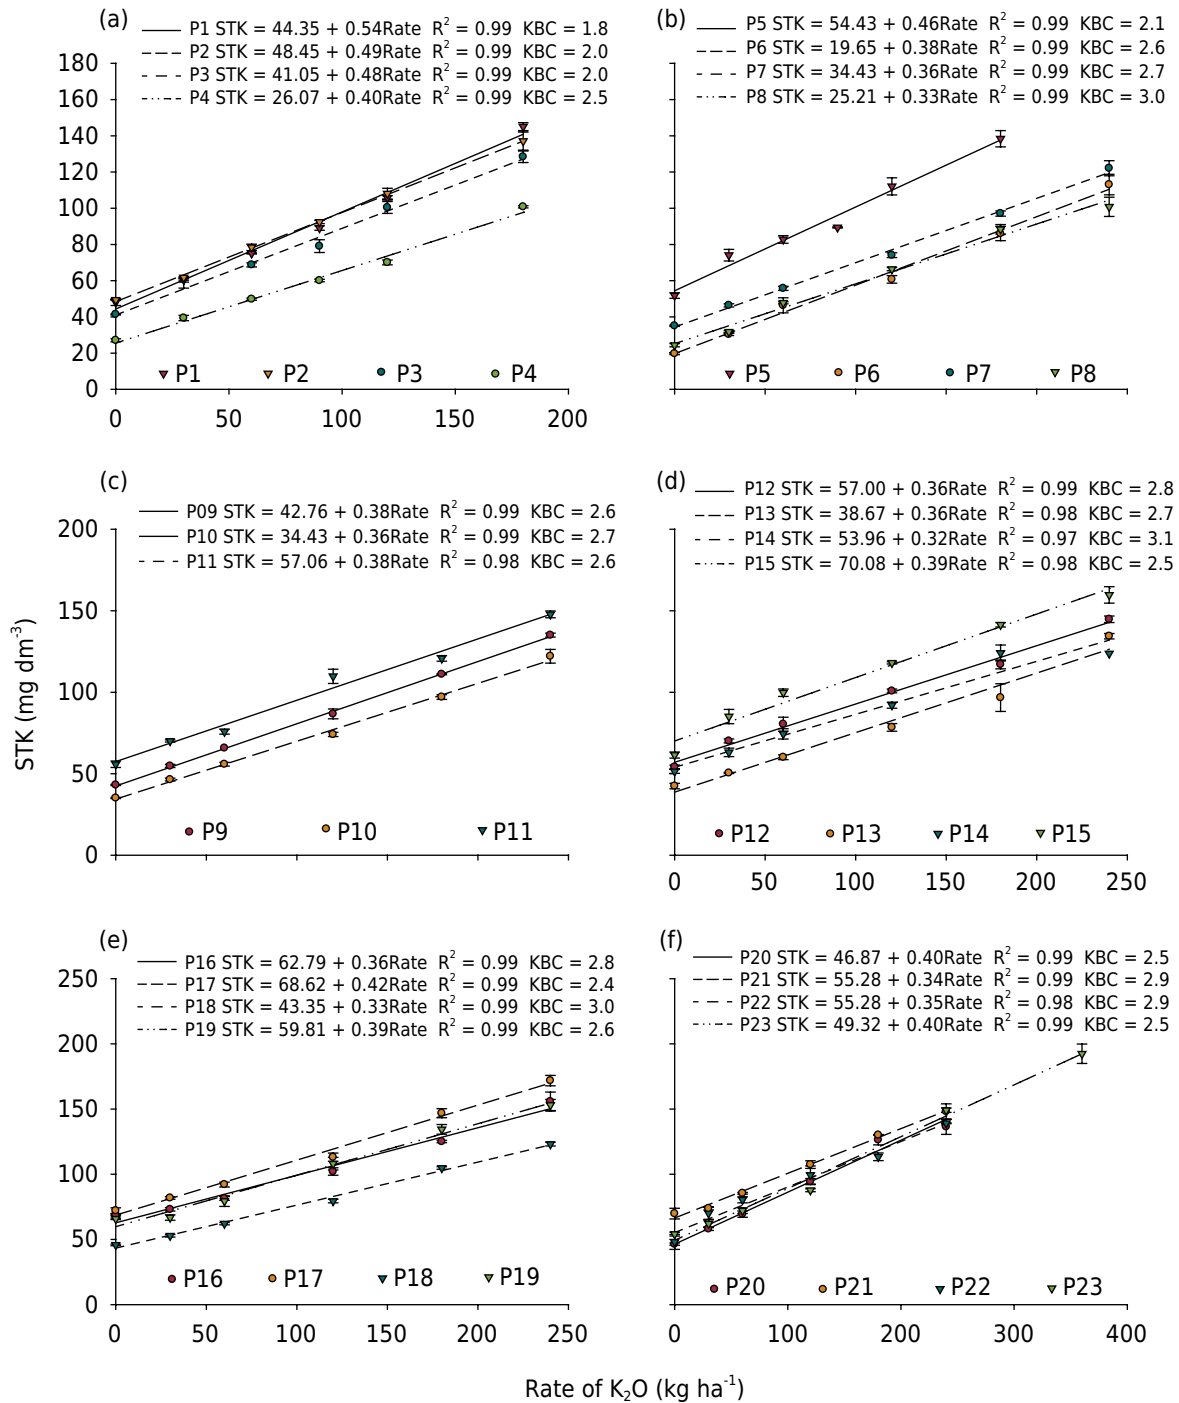 (a)
P1 STK = 44.35 + 0.54Rate R² = 0.99 KBC = 1.8
P2 STK = 48.45 + 0.49Rate R² = 0.99 KBC = 2.0
P3 STK = 41.05 + 0.48Rate R² = 0.99 KBC = 2.0
P4 STK = 26.07 + 0.40Rate R² = 0.99 KBC = 2.5
180
160
140
120
100
80
60
40
20
0
P1 P2 P3 P4
0 50 100 150 200
(b)
P5 STK = 54.43 + 0.46Rate R² = 0.99 KBC = 2.1
P6 STK = 19.65 + 0.38Rate R² = 0.99 KBC = 2.6
P7 STK = 34.43 + 0.36Rate R² = 0.99 KBC = 2.7
P8 STK = 25.21 + 0.33Rate R² = 0.99 KBC = 3.0
P5 P6 P7 P8
(c)
P09 STK = 42.76 + 0.38Rate R² = 0.99 KBC = 2.6
P10 STK = 34.43 + 0.36Rate R² = 0.99 KBC = 2.7
P11 STK = 57.06 + 0.38Rate R² = 0.98 KBC = 2.6
200
150
100
50
0
P9 P10 P11
(d)
P12 STK = 57.00 + 0.36Rate R² = 0.99 KBC = 2.8
P13 STK = 38.67 + 0.36Rate R² = 0.98 KBC = 2.7
P14 STK = 53.96 + 0.32Rate R² = 0.97 KBC = 3.1
P15 STK = 70.08 + 0.39Rate R² = 0.98 KBC = 2.5
P12 P13 P14 P15
0 50 100 150 200 250
STK (mg dm⁻³)
(e)
P16 STK = 62.79 + 0.36Rate R² = 0.99 KBC = 2.8
P17 STK = 68.62 + 0.42Rate R² = 0.99 KBC = 2.4
P18 STK = 43.35 + 0.33Rate R² = 0.99 KBC = 3.0
P19 STK = 59.81 + 0.39Rate R² = 0.99 KBC = 2.6
250
200
150
100
50
0
P16 P17 P18 P19
0 50 100 150 200 250
(f)
P20 STK = 46.87 + 0.40Rate R² = 0.99 KBC = 2.5
P21 STK = 55.28 + 0.34Rate R² = 0.99 KBC = 2.9
P22 STK = 55.28 + 0.35Rate R² = 0.98 KBC = 2.9
P23 STK = 49.32 + 0.40Rate R² = 0.99 KBC = 2.5
P20 P21 P22 P23
0 100 200 300 400
Rate of K₂O (kg ha⁻¹)